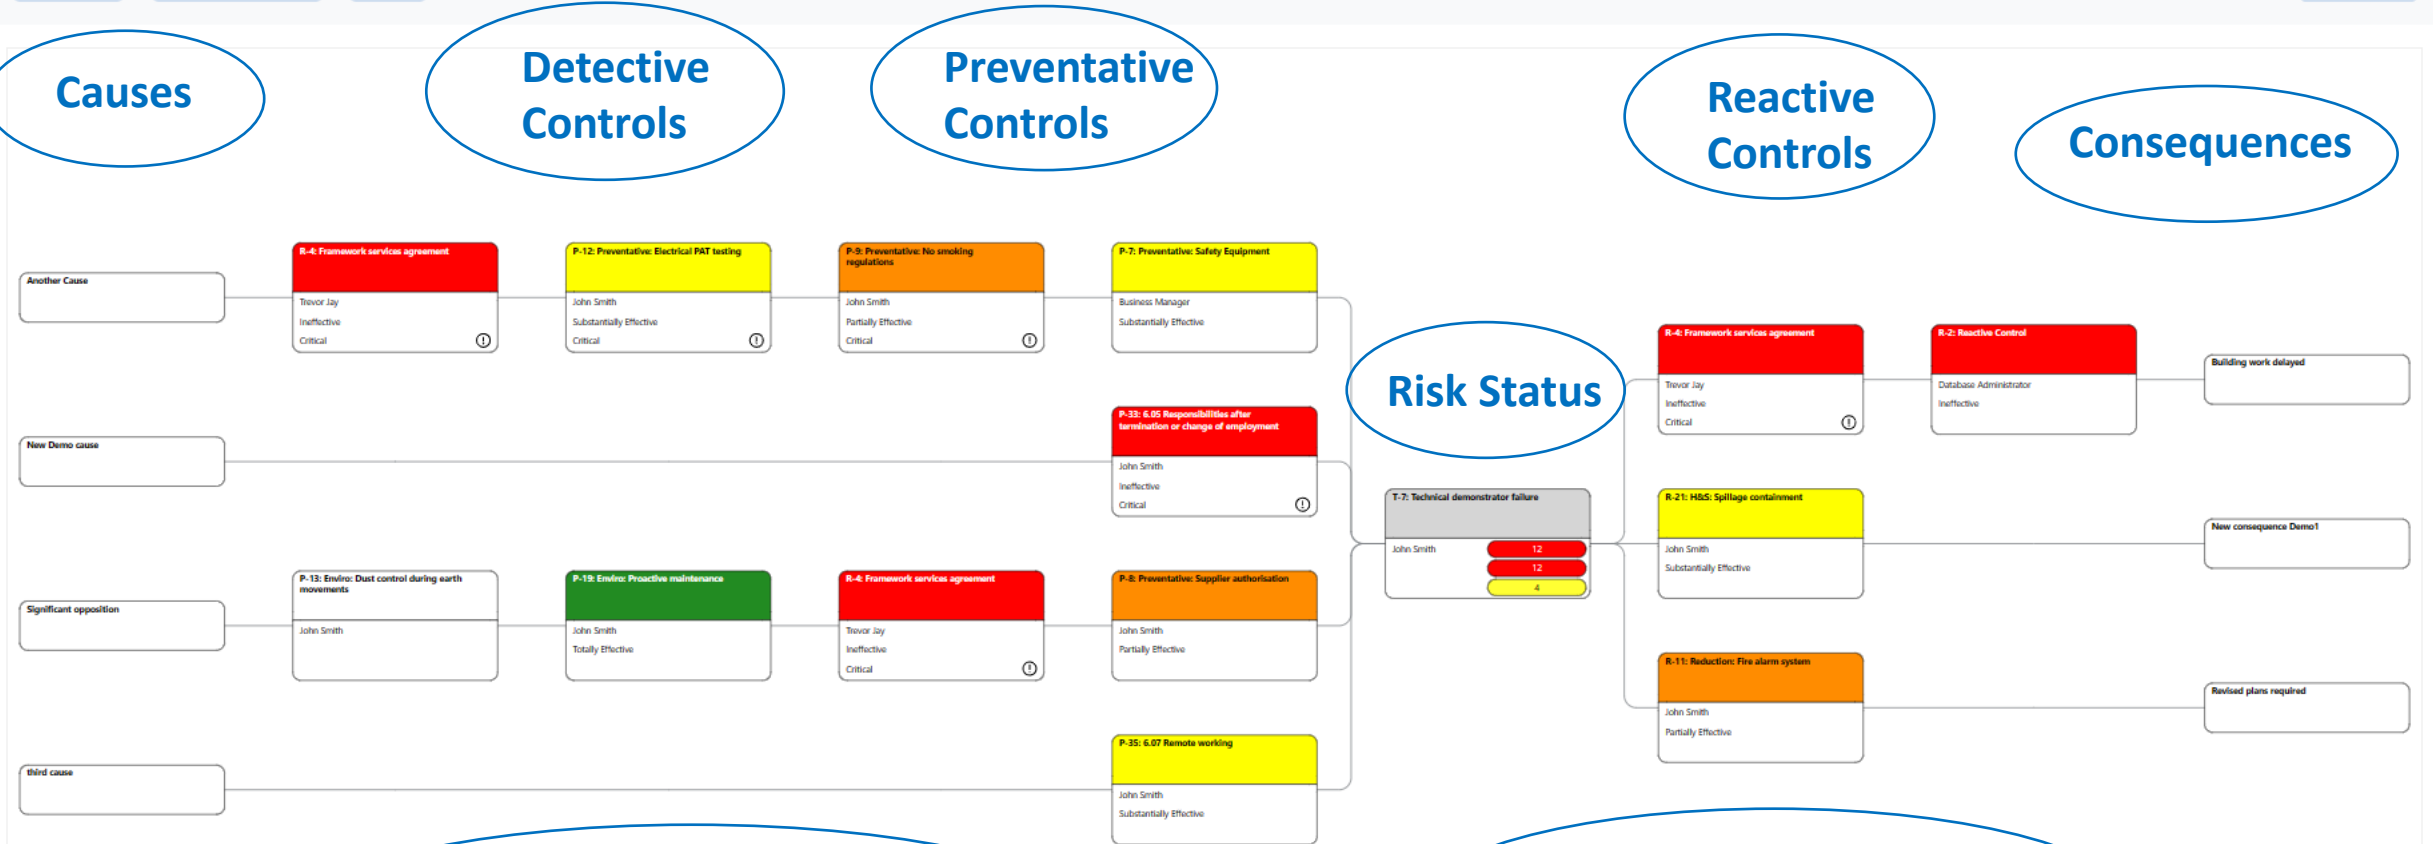 Causes
Detective
Controls
Preventative
Controls
Reactive
Controls
Consequences
Another Cause
R-4: Framework services agreement
Trevor Jay
Ineffective
Critical
P-12: Preventative: Electrical PAT testing
John Smith
Substantially Effective
Critical
P-9: Preventative: No smoking
regulations
John Smith
Partially Effective
Critical
P-7: Preventative: Safety Equipment
Business Manager
Substantially Effective
New Demo cause
P-33: 6.05 Responsibilities after
termination or change of employment
John Smith
Ineffective
Critical
Significant opposition
P-13: Enviro: Dust control during earth
movements
John Smith
P-19: Enviro: Proactive maintenance
John Smith
Totally Effective
R-4: Framework services agreement
Trevor Jay
Ineffective
Critical
P-8: Preventative: Supplier authorisation
John Smith
Partially Effective
third cause
P-35: 6.07 Remote working
John Smith
Substantially Effective
Risk Status
T-7: Technical demonstrator failure
John Smith
12
12
4
R-4: Framework services agreement
Trevor Jay
Ineffective
Critical
R-2: Reactive Control
Database Administrator
Ineffective
Building work delayed
R-21: H&S: Spillage containment
John Smith
Substantially Effective
New consequence Demo1
R-11: Reduction: Fire alarm system
John Smith
Partially Effective
Revised plans required